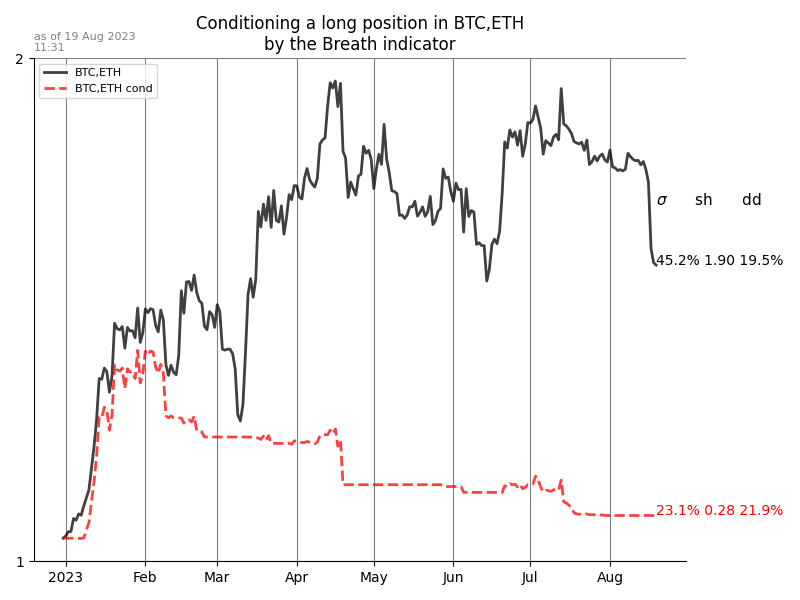 Conditioning a long position in BTC,ETH
by the Breath indicator
as of 19 Aug 2023
11:31
2
BTC,ETH
BTC,ETH cond
σ sh dd
45.2% 1.90 19.5%
23.1% 0.28 21.9%
1
2023 Feb Mar Apr May Jun Jul Aug